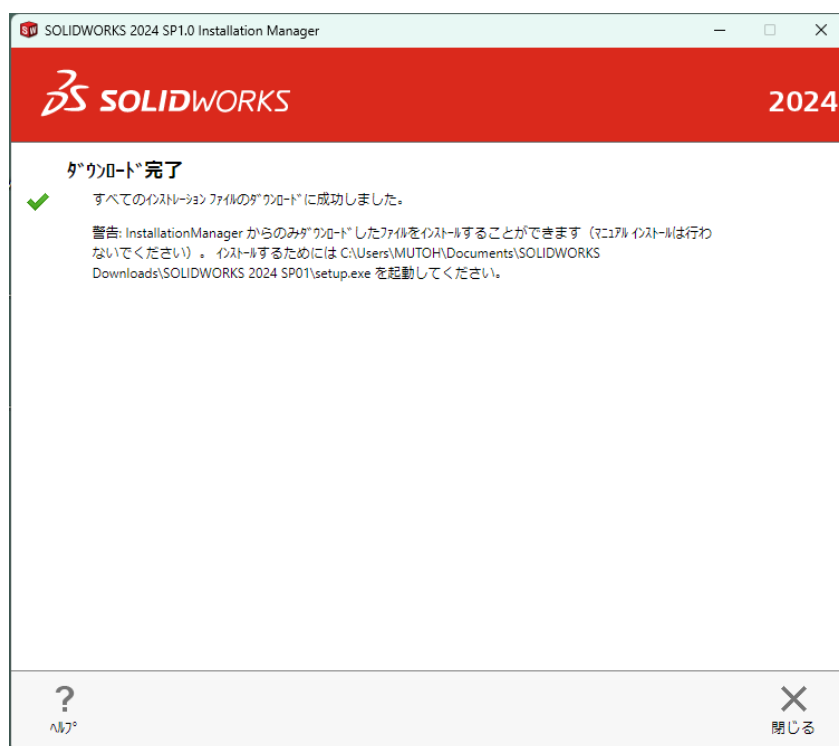 SOLIDWORKS 2024 SP1.0 Installation Manager
SOLIDWORKS
2024
ﾀﾞｳﾝﾛｰﾄﾞ完了
すべてのｲﾝｽﾄﾚｰｼｮﾝ ﾌｧｲﾙのﾀﾞｳﾝﾛｰﾄﾞに成功しました。
警告: InstallationManager からのみﾀﾞｳﾝﾛｰﾄﾞしたﾌｧｲﾙをｲﾝｽﾄｰﾙすることができます（ﾏﾆｭｱﾙ ｲﾝｽﾄｰﾙは行わ
ないでください）。 ｲﾝｽﾄｰﾙするためには C:\Users\MUTOH\Documents\SOLIDWORKS
Downloads\SOLIDWORKS 2024 SP01\setup.exe を起動してください。
?
ﾍﾙﾌﾟ
閉じる